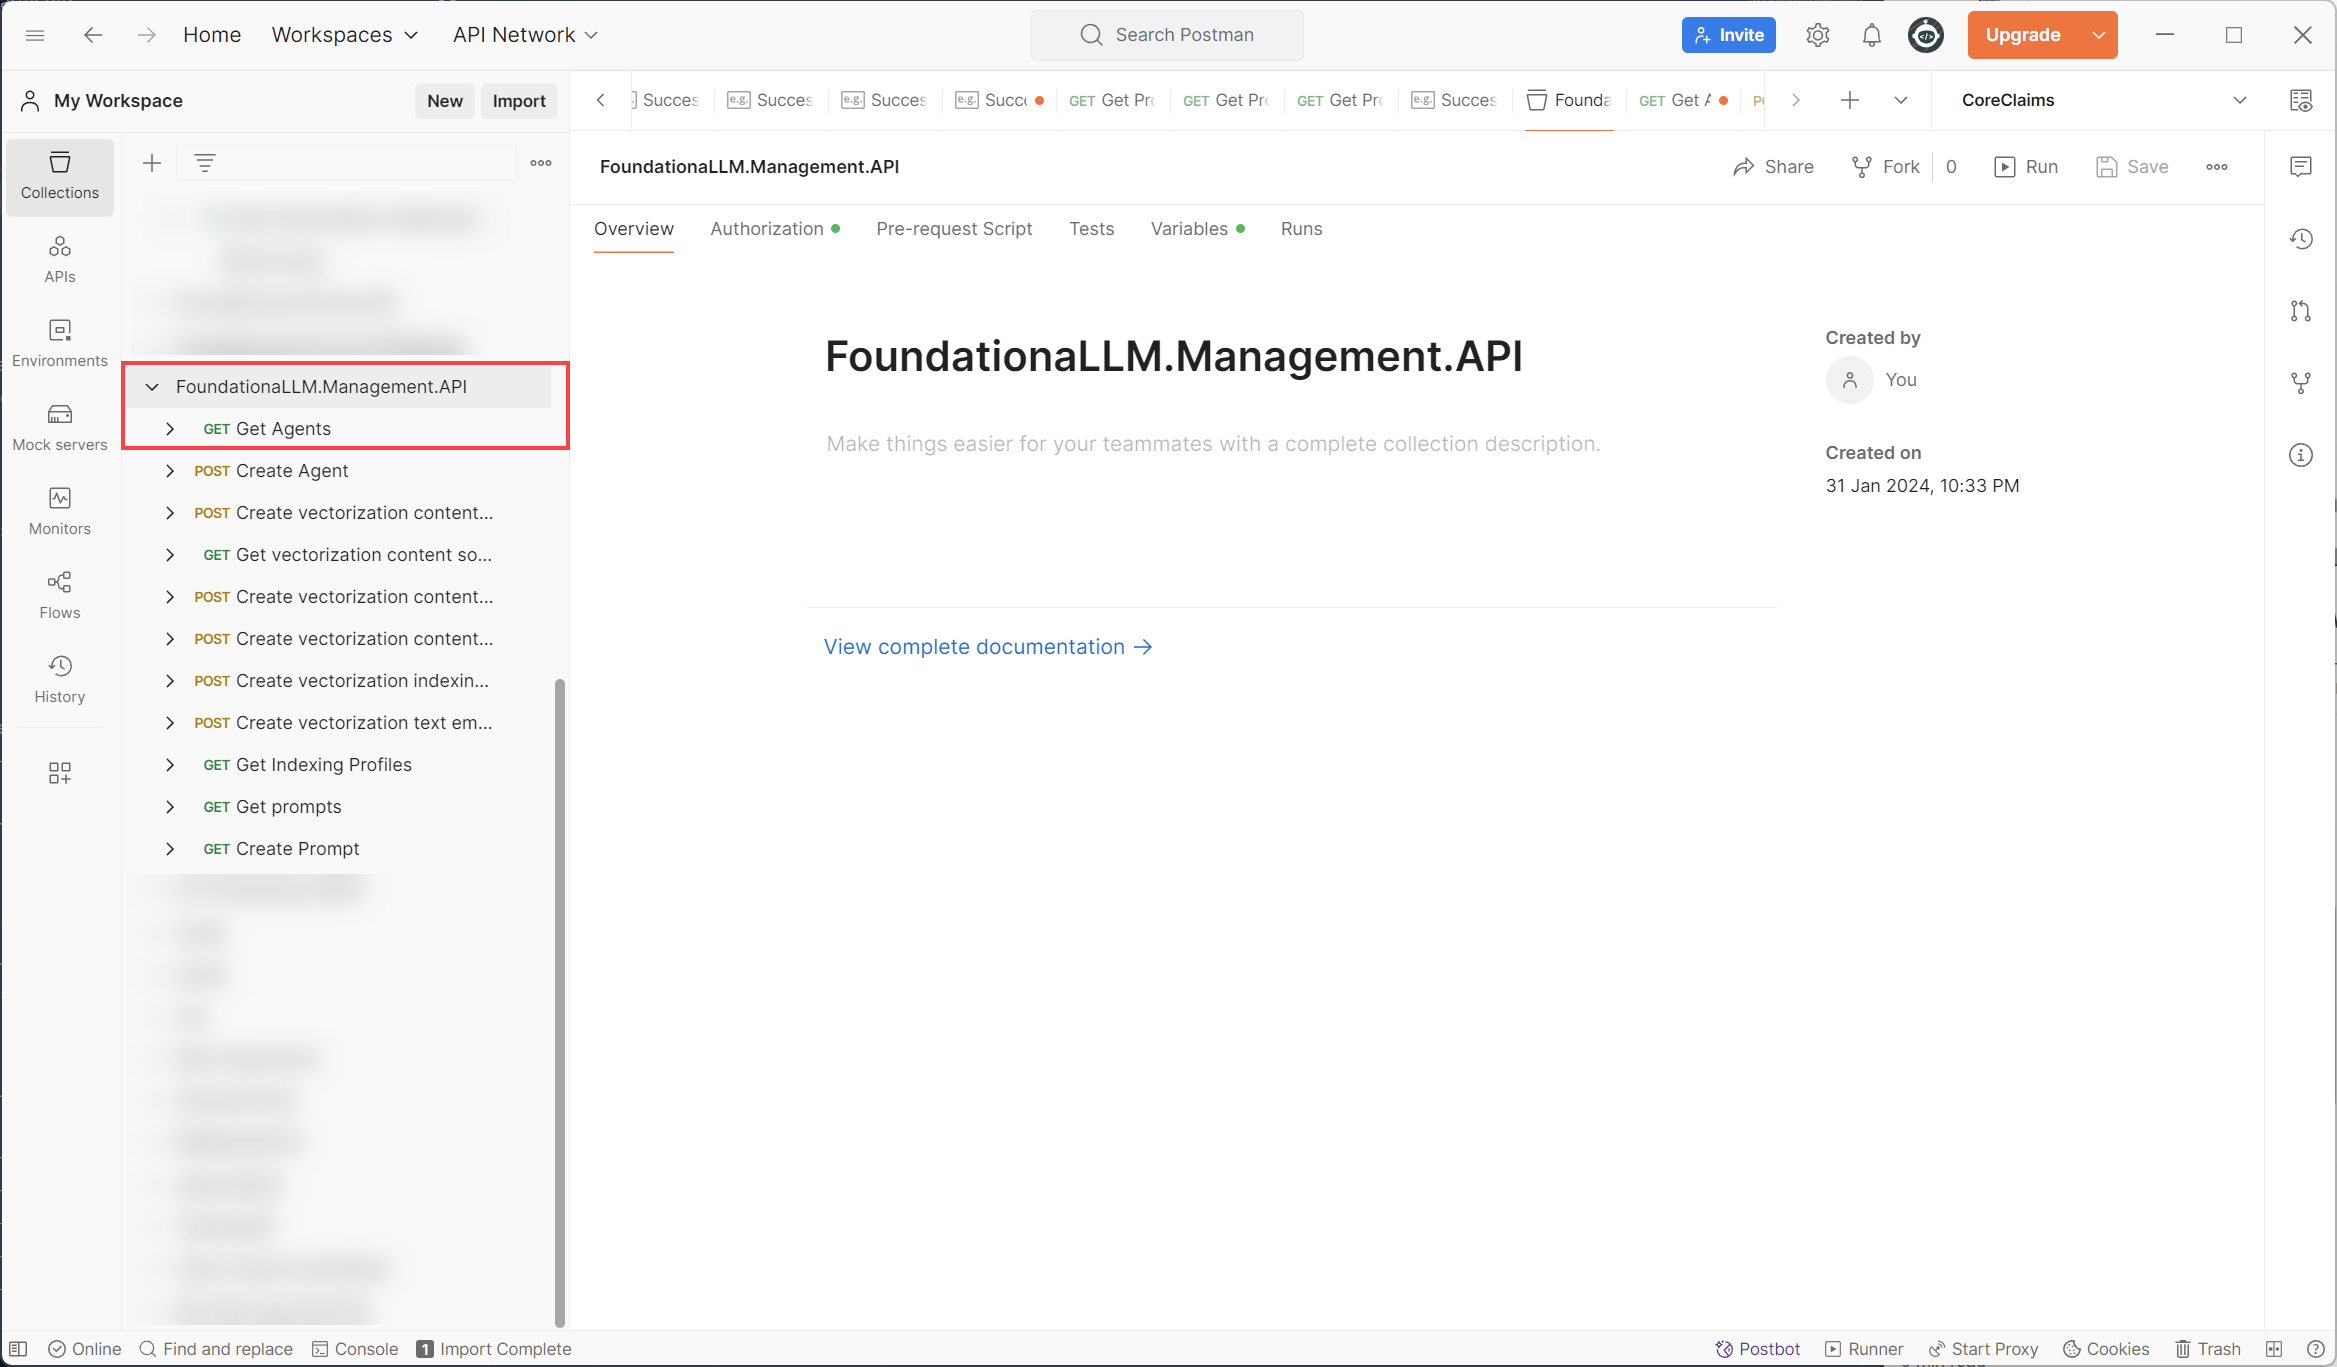 Home Workspaces API Network Search Postman Invite Upgrade
My Workspace New Import
Succes e.g. Succes e.g. Succes e.g. Succ GET Get Pr GET Get Pr GET Get Pr e.g. Succes Founda GET Get A CoreClaims
Collections
APIs
Environments
Mock servers
Monitors
Flows
History
FoundationaLLM.Management.API
GET Get Agents
POST Create Agent
POST Create vectorization content...
GET Get vectorization content so...
POST Create vectorization content...
POST Create vectorization content...
POST Create vectorization indexin...
POST Create vectorization text em...
GET Get Indexing Profiles
GET Get prompts
GET Create Prompt
FoundationaLLM.Management.API Share Fork 0 Run Save
Overview Authorization Pre-request Script Tests Variables Runs
FoundationaLLM.Management.API
Make things easier for your teammates with a complete collection description.
View complete documentation →
Created by
You
Created on
31 Jan 2024, 10:33 PM
Online Find and replace Console 1 Import Complete Postbot Runner Start Proxy Cookies Trash